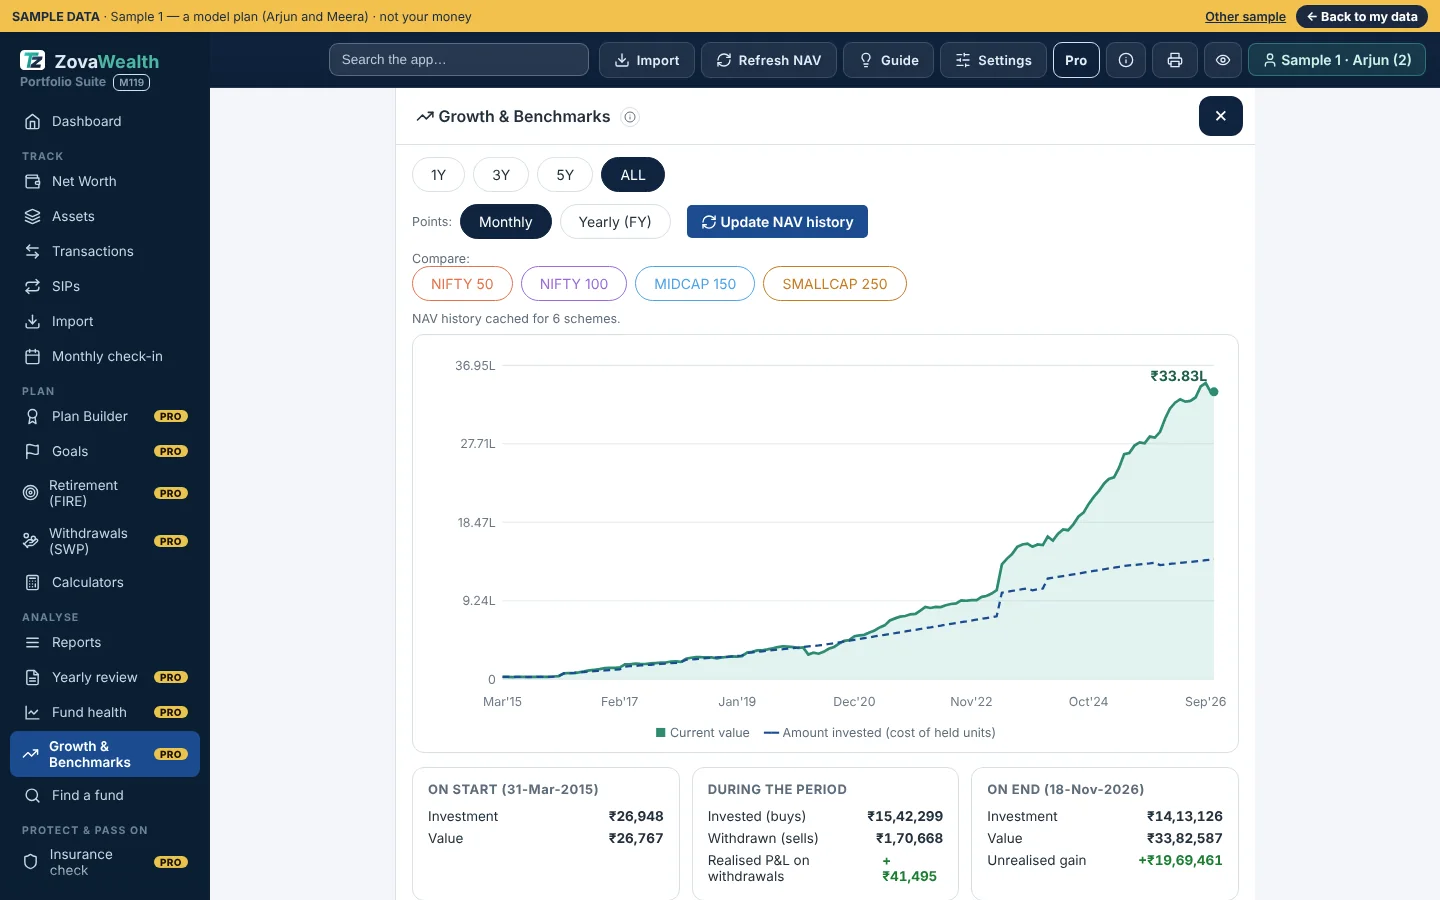 SAMPLE DATA · Sample 1 — a model plan (Arjun and Meera) · not your money
Other sample
← Back to my data
ZovaWealth
Portfolio Suite M119
Search the app…
Import
Refresh NAV
Guide
Settings
Pro
Sample 1 · Arjun (2)
Dashboard
TRACK
Net Worth
Assets
Transactions
SIPs
Import
Monthly check-in
PLAN
Plan Builder PRO
Goals PRO
Retirement
(FIRE) PRO
Withdrawals
(SWP) PRO
Calculators
ANALYSE
Reports
Yearly review PRO
Fund health PRO
Growth &
Benchmarks PRO
Find a fund
PROTECT & PASS ON
Insurance
check PRO
Growth & Benchmarks
1Y 3Y 5Y ALL
Points: Monthly Yearly (FY) Update NAV history
Compare:
NIFTY 50 NIFTY 100 MIDCAP 150 SMALLCAP 250
NAV history cached for 6 schemes.
36.95L
₹33.83L
27.71L
18.47L
9.24L
0
Mar'15 Feb'17 Jan'19 Dec'20 Nov'22 Oct'24 Sep'26
Current value Amount invested (cost of held units)
ON START (31-Mar-2015)
Investment ₹26,948
Value ₹26,767
DURING THE PERIOD
Invested (buys) ₹15,42,299
Withdrawn (sells) ₹1,70,668
Realised P&L on +
withdrawals ₹41,495
ON END (18-Nov-2026)
Investment ₹14,13,126
Value ₹33,82,587
Unrealised gain +₹19,69,461